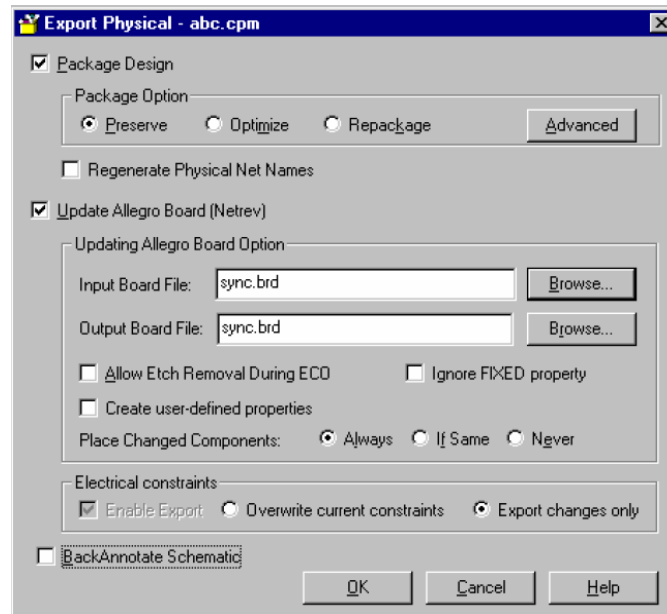 Export Physical - abc.cpm
Package Design
Package Option
Preserve Optimize Repackage Advanced
Regenerate Physical Net Names
Update Allegro Board (Netrev)
Updating Allegro Board Option
Input Board File: sync.brd Browse...
Output Board File: sync.brd Browse...
Allow Etch Removal During ECO Ignore FIXED property
Create user-defined properties
Place Changed Components: Always If Same Never
Electrical constraints
Enable Export Overwrite current constraints Export changes only
BackAnnotate Schematic
OK Cancel Help